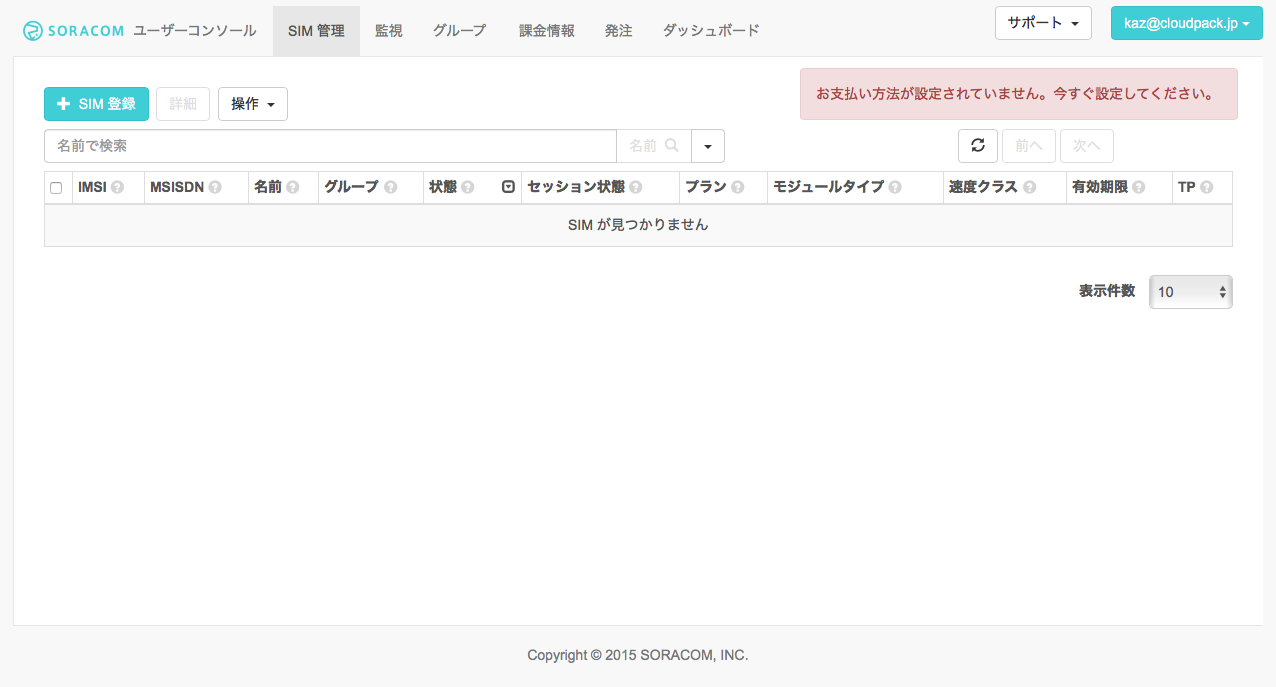 SORACOM ユーザーコンソール SIM 管理 監視 グループ 課金情報 発注 ダッシュボード サポート kaz@cloudpack.jp
お支払い方法が設定されていません。今すぐ設定してください。
SIM 登録 詳細 操作
名前で検索 名前 前へ 次へ
IMSI MSISDN 名前 グループ 状態 セッション状態 プラン モジュールタイプ 速度クラス 有効期限 TP
SIM が見つかりません
表示件数 10
Copyright © 2015 SORACOM, INC.